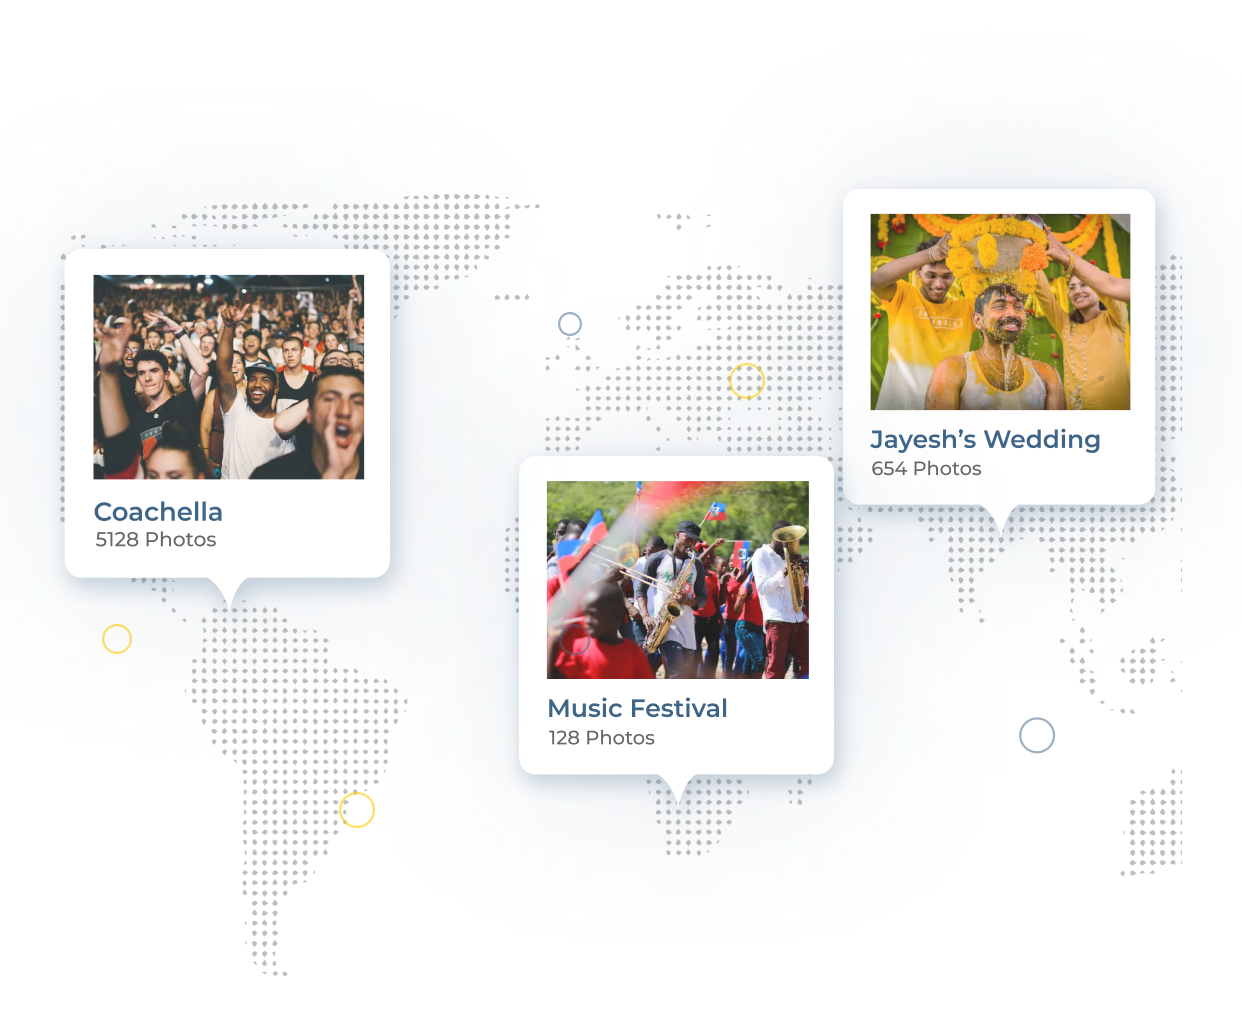 Coachella
5128 Photos
Music Festival
128 Photos
Jayesh’s Wedding
654 Photos